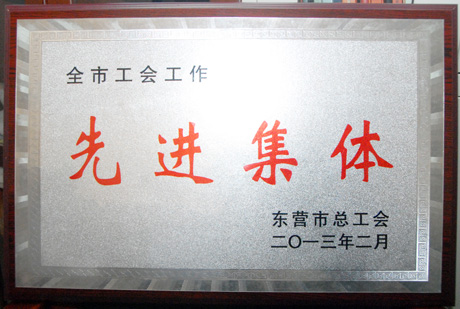 全市工会工作
先进集体
东营市总工会
二〇一三年二月